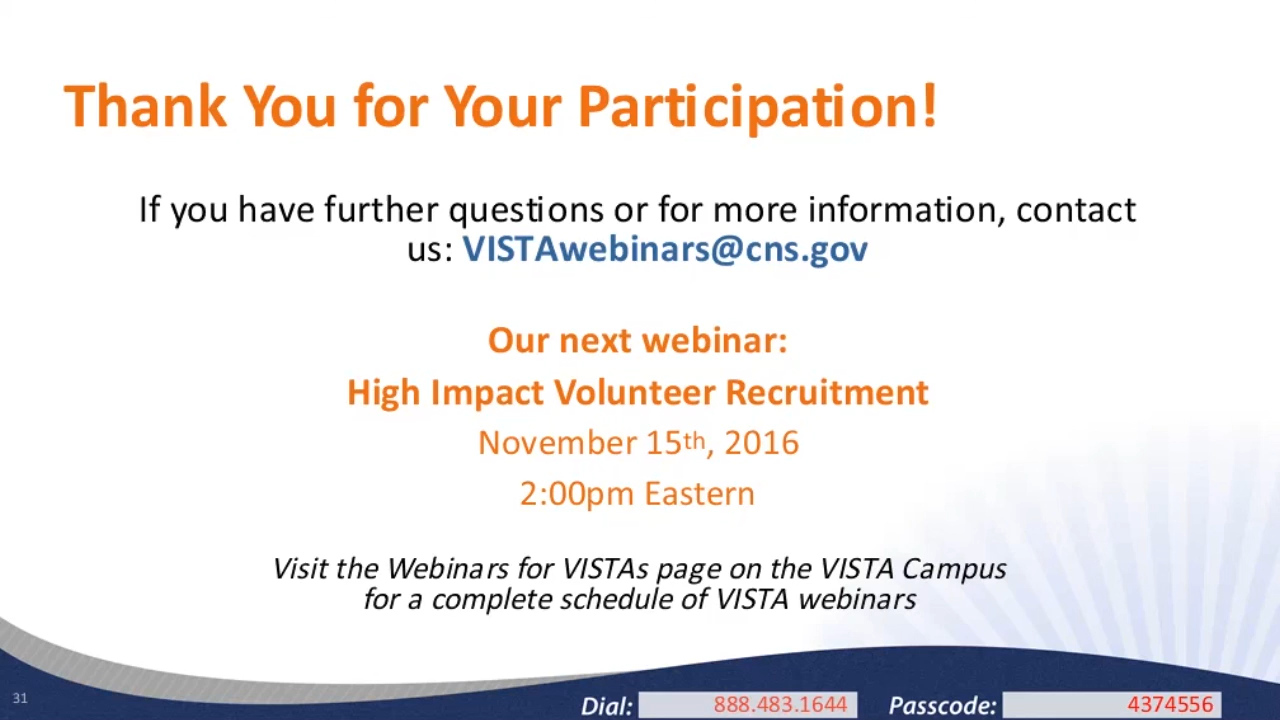 Thank You for Your Participation!
If you have further questions or for more information, contact
us: VISTAwebinars@cns.gov
Our next webinar:
High Impact Volunteer Recruitment
November 15th, 2016
2:00pm Eastern
Visit the Webinars for VISTAs page on the VISTA Campus
for a complete schedule of VISTA webinars
31
Dial: 888.483.1644 Passcode: 4374556